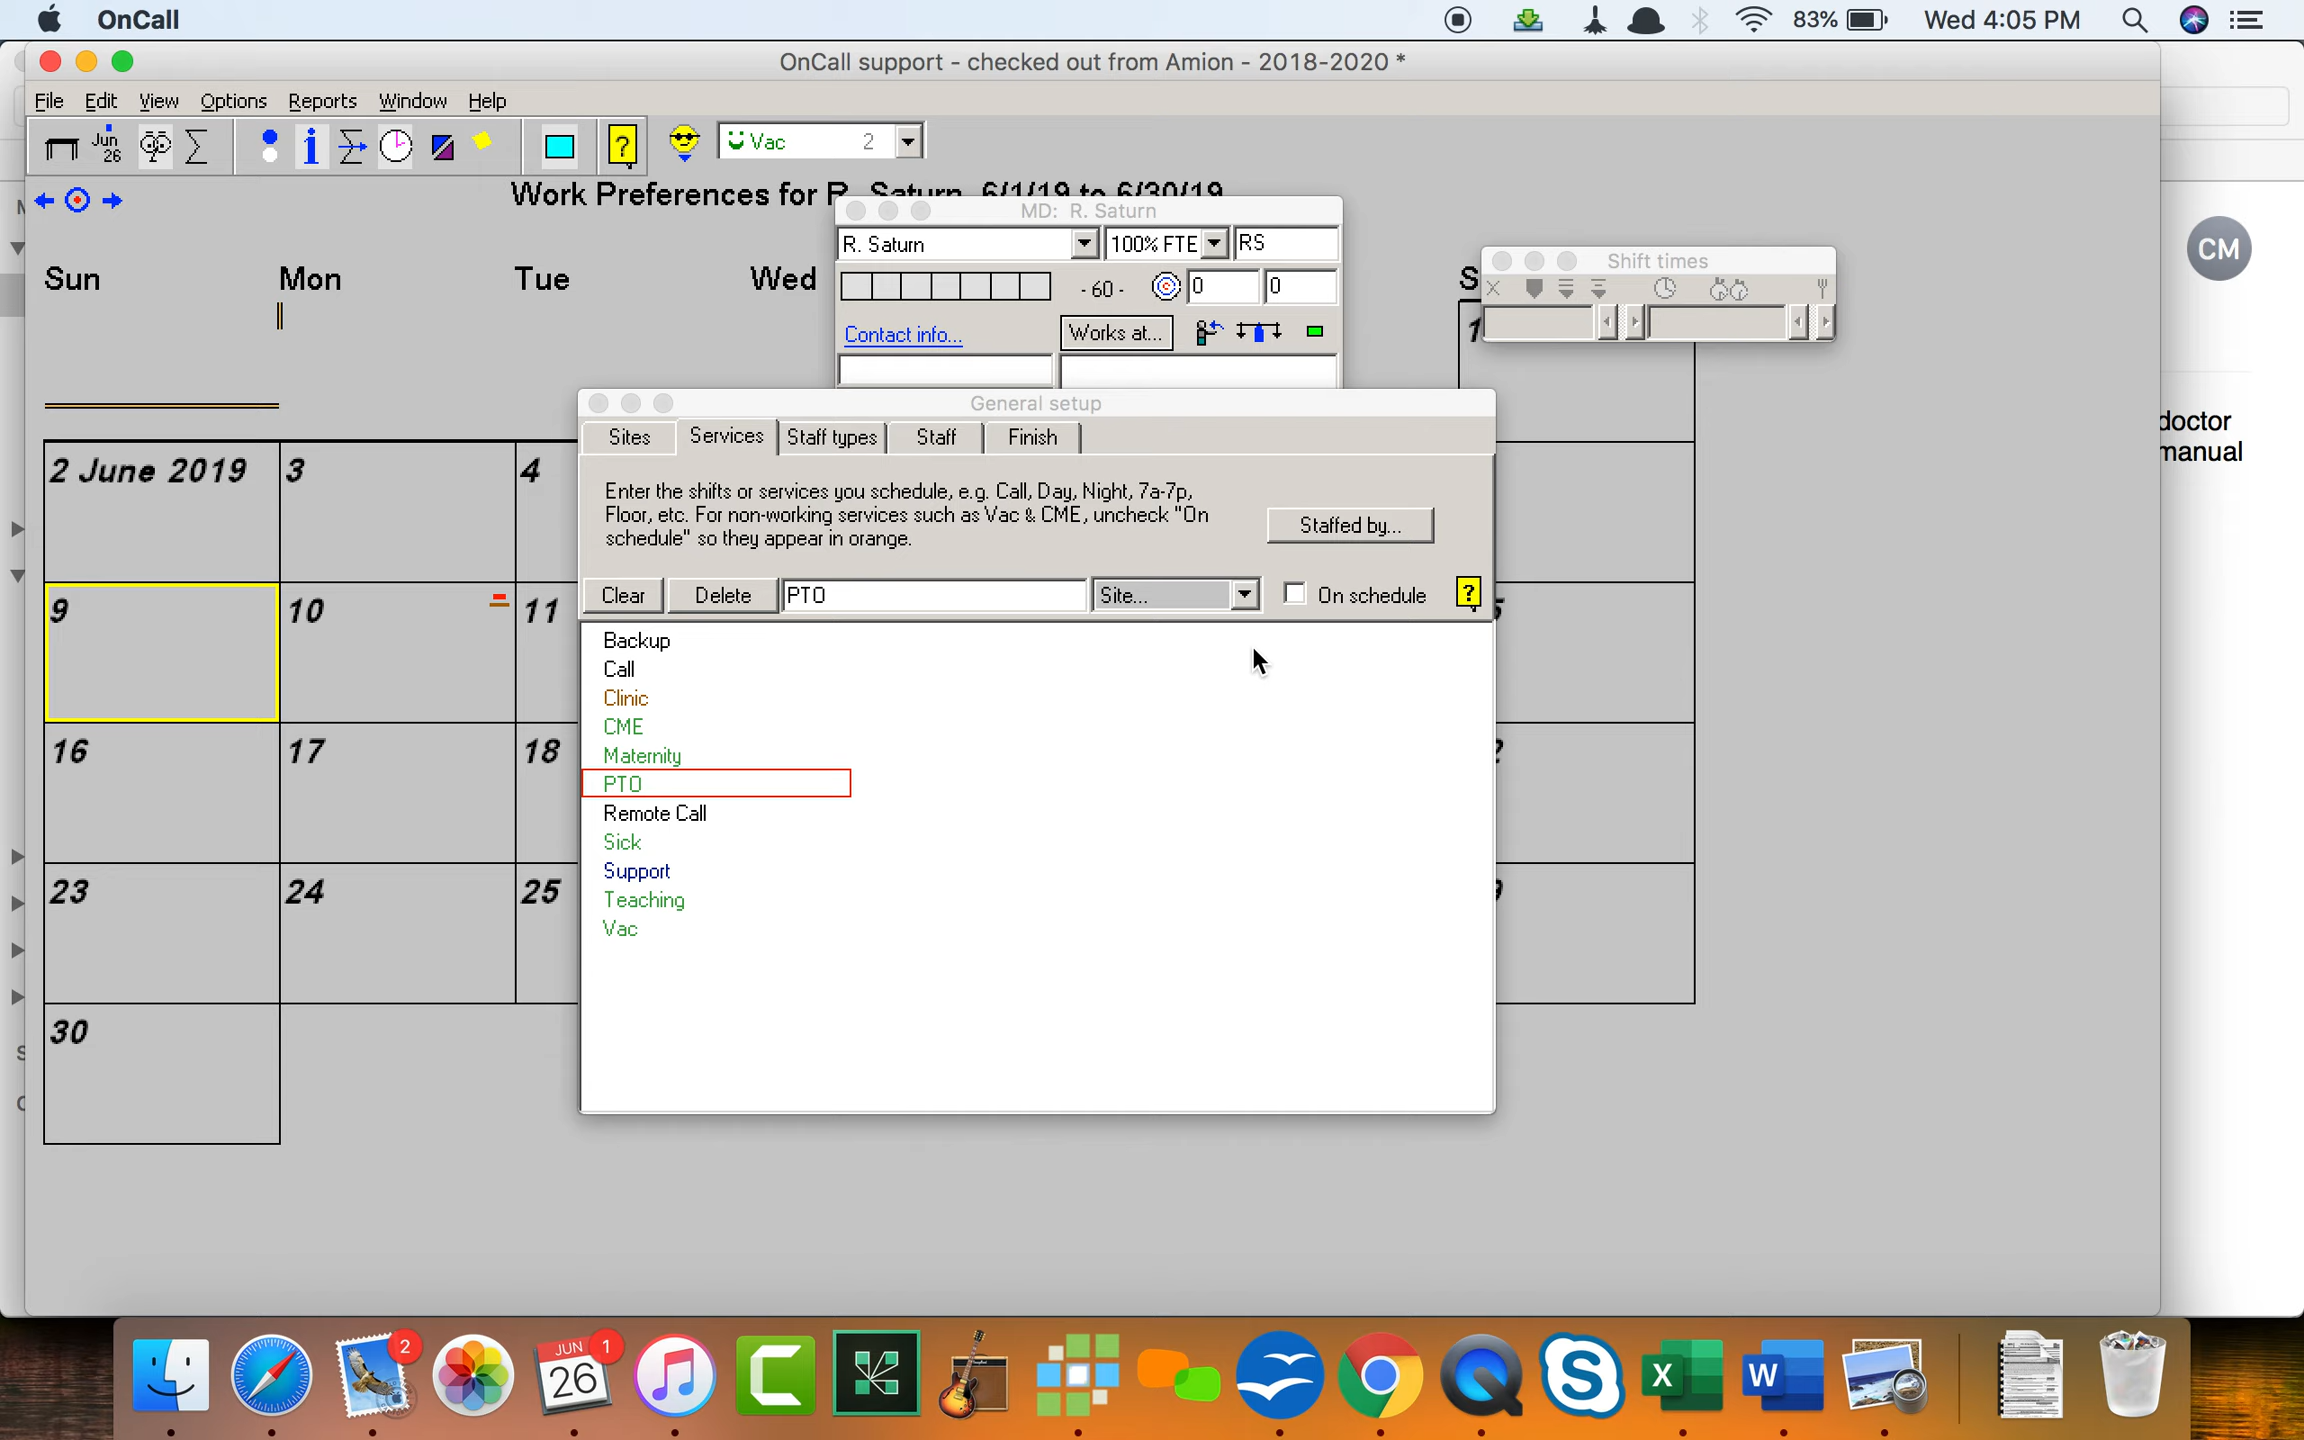 OnCall
83%
Wed 4:05 PM
OnCall support - checked out from Amion - 2018-2020 *
File Edit View Options Reports Window Help
Jun 26
Vac 2
Work Preferences for R. Saturn 6/1/19 to 6/30/19
MD: R. Saturn
R. Saturn 100% FTE RS
- 60 - 0 0
Contact info... Works at...
Shift times
Sun Mon Tue Wed S
1
CM
doctor
manual
General setup
Sites Services Staff types Staff Finish
Enter the shifts or services you schedule, e.g. Call, Day, Night, 7a-7p,
Floor, etc. For non-working services such as Vac & CME, uncheck "On
schedule" so they appear in orange.
Staffed by...
Clear Delete PTO Site... On schedule ?
Backup
Call
Clinic
CME
Maternity
PTO
Remote Call
Sick
Support
Teaching
Vac
2 June 2019 3 4
9 10 11
16 17 18
23 24 25
30
2
JUN 26 1
X
W